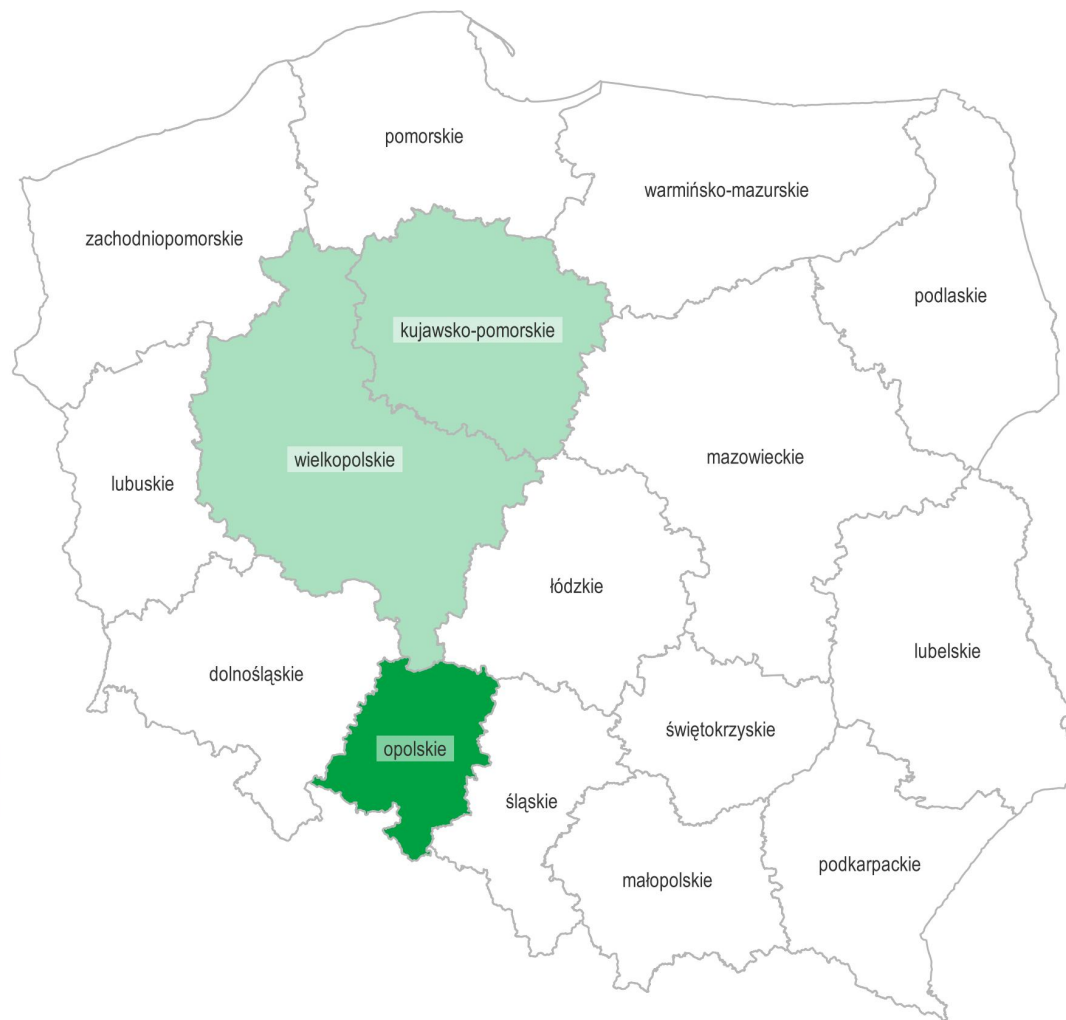 pomorskie
warmińsko-mazurskie
zachodniopomorskie
podlaskie
kujawsko-pomorskie
wielkopolskie
mazowieckie
lubuskie
łódzkie
lubelskie
dolnośląskie
świętokrzyskie
opolskie
śląskie
podkarpackie
małopolskie